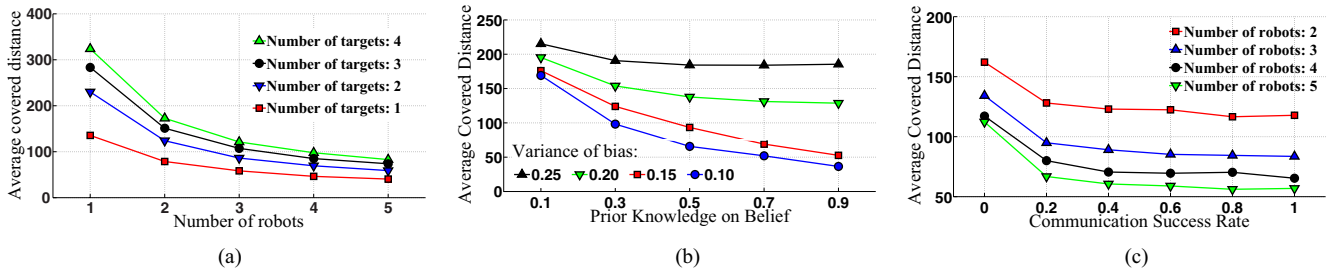 400
300
200
100
0
Average covered distance
Number of targets: 4
Number of targets: 3
Number of targets: 2
Number of targets: 1
1 2 3 4 5
Number of robots
(a)
250
200
150
100
50
0
Average Covered Distance
Variance of bias:
0.25 0.20 0.15 0.10
0.1 0.3 0.5 0.7 0.9
Prior Knowledge on Belief
(b)
200
150
100
50
Average Covered Distance
Number of robots: 2
Number of robots: 3
Number of robots: 4
Number of robots: 5
0 0.2 0.4 0.6 0.8 1
Communication Success Rate
(c)